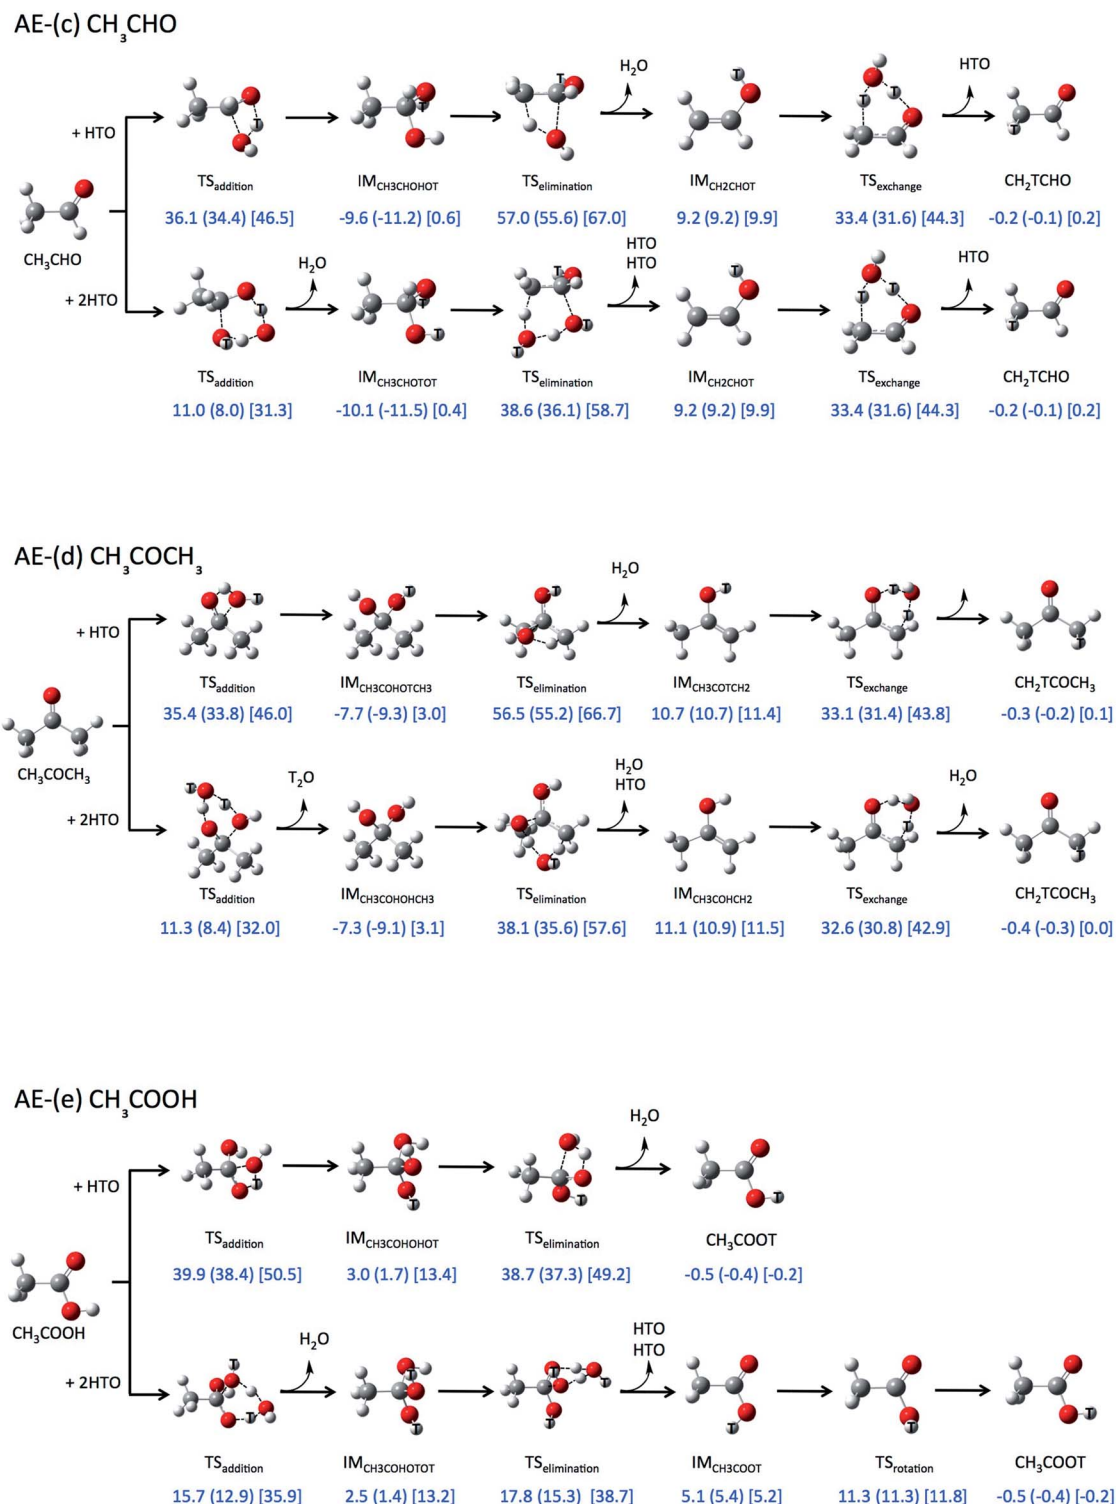 AE-(c) CH3CHO
H2O
HTO
+ HTO
TSaddition
IMCH3CHOHOT
TSelimination
IMCH2CHOT
TSexchange
CH2TCHO
36.1 (34.4) [46.5]
-9.6 (-11.2) [0.6]
57.0 (55.6) [67.0]
9.2 (9.2) [9.9]
33.4 (31.6) [44.3]
-0.2 (-0.1) [0.2]
CH3CHO
H2O
HTO
HTO
HTO
+ 2HTO
TSaddition
IMCH3CHOTOT
TSelimination
IMCH2CHOT
TSexchange
CH2TCHO
11.0 (8.0) [31.3]
-10.1 (-11.5) [0.4]
38.6 (36.1) [58.7]
9.2 (9.2) [9.9]
33.4 (31.6) [44.3]
-0.2 (-0.1) [0.2]
AE-(d) CH3COCH3
H2O
+ HTO
TSaddition
IMCH3COHOTCH3
TSelimination
IMCH3COTCH2
TSexchange
CH2TCOCH3
35.4 (33.8) [46.0]
-7.7 (-9.3) [3.0]
56.5 (55.2) [66.7]
10.7 (10.7) [11.4]
33.1 (31.4) [43.8]
-0.3 (-0.2) [0.1]
CH3COCH3
T2O
H2O
HTO
H2O
+ 2HTO
TSaddition
IMCH3COHOHCH3
TSelimination
IMCH3COHCH2
TSexchange
CH2TCOCH3
11.3 (8.4) [32.0]
-7.3 (-9.1) [3.1]
38.1 (35.6) [57.6]
11.1 (10.9) [11.5]
32.6 (30.8) [42.9]
-0.4 (-0.3) [0.0]
AE-(e) CH3COOH
H2O
+ HTO
TSaddition
IMCH3COHOHOT
TSelimination
CH3COOT
39.9 (38.4) [50.5]
3.0 (1.7) [13.4]
38.7 (37.3) [49.2]
-0.5 (-0.4) [-0.2]
CH3COOH
H2O
HTO
HTO
+ 2HTO
TSaddition
IMCH3COHOTOT
TSelimination
IMCH3COOT
TSrotation
CH3COOT
15.7 (12.9) [35.9]
2.5 (1.4) [13.2]
17.8 (15.3) [38.7]
5.1 (5.4) [5.2]
11.3 (11.3) [11.8]
-0.5 (-0.4) [-0.2]